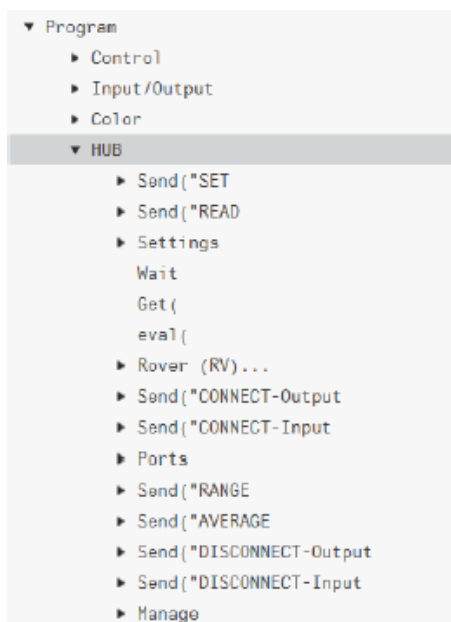 Program
Control
Input/Output
Color
HUB
Send("SET
Send("READ
Settings
Wait
Get(
eval(
Rover (RV)...
Send("CONNECT-Output
Send("CONNECT-Input
Ports
Send("RANGE
Send("AVERAGE
Send("DISCONNECT-Output
Send("DISCONNECT-Input
Manage